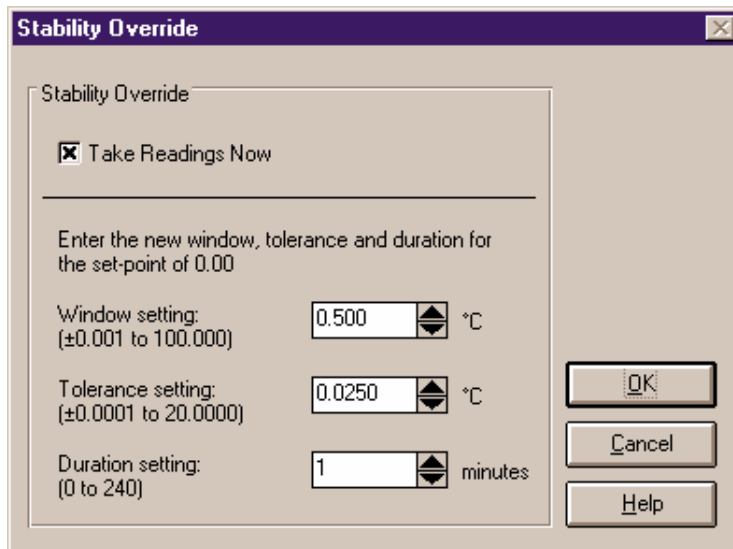 Stability Override
Stability Override
Take Readings Now
Enter the new window, tolerance and duration for
the set-point of 0.00
Window setting:
(±0.001 to 100.000)
0.500 °C
Tolerance setting:
(±0.0001 to 20.0000)
0.0250 °C
Duration setting:
(0 to 240)
1 minutes
OK
Cancel
Help